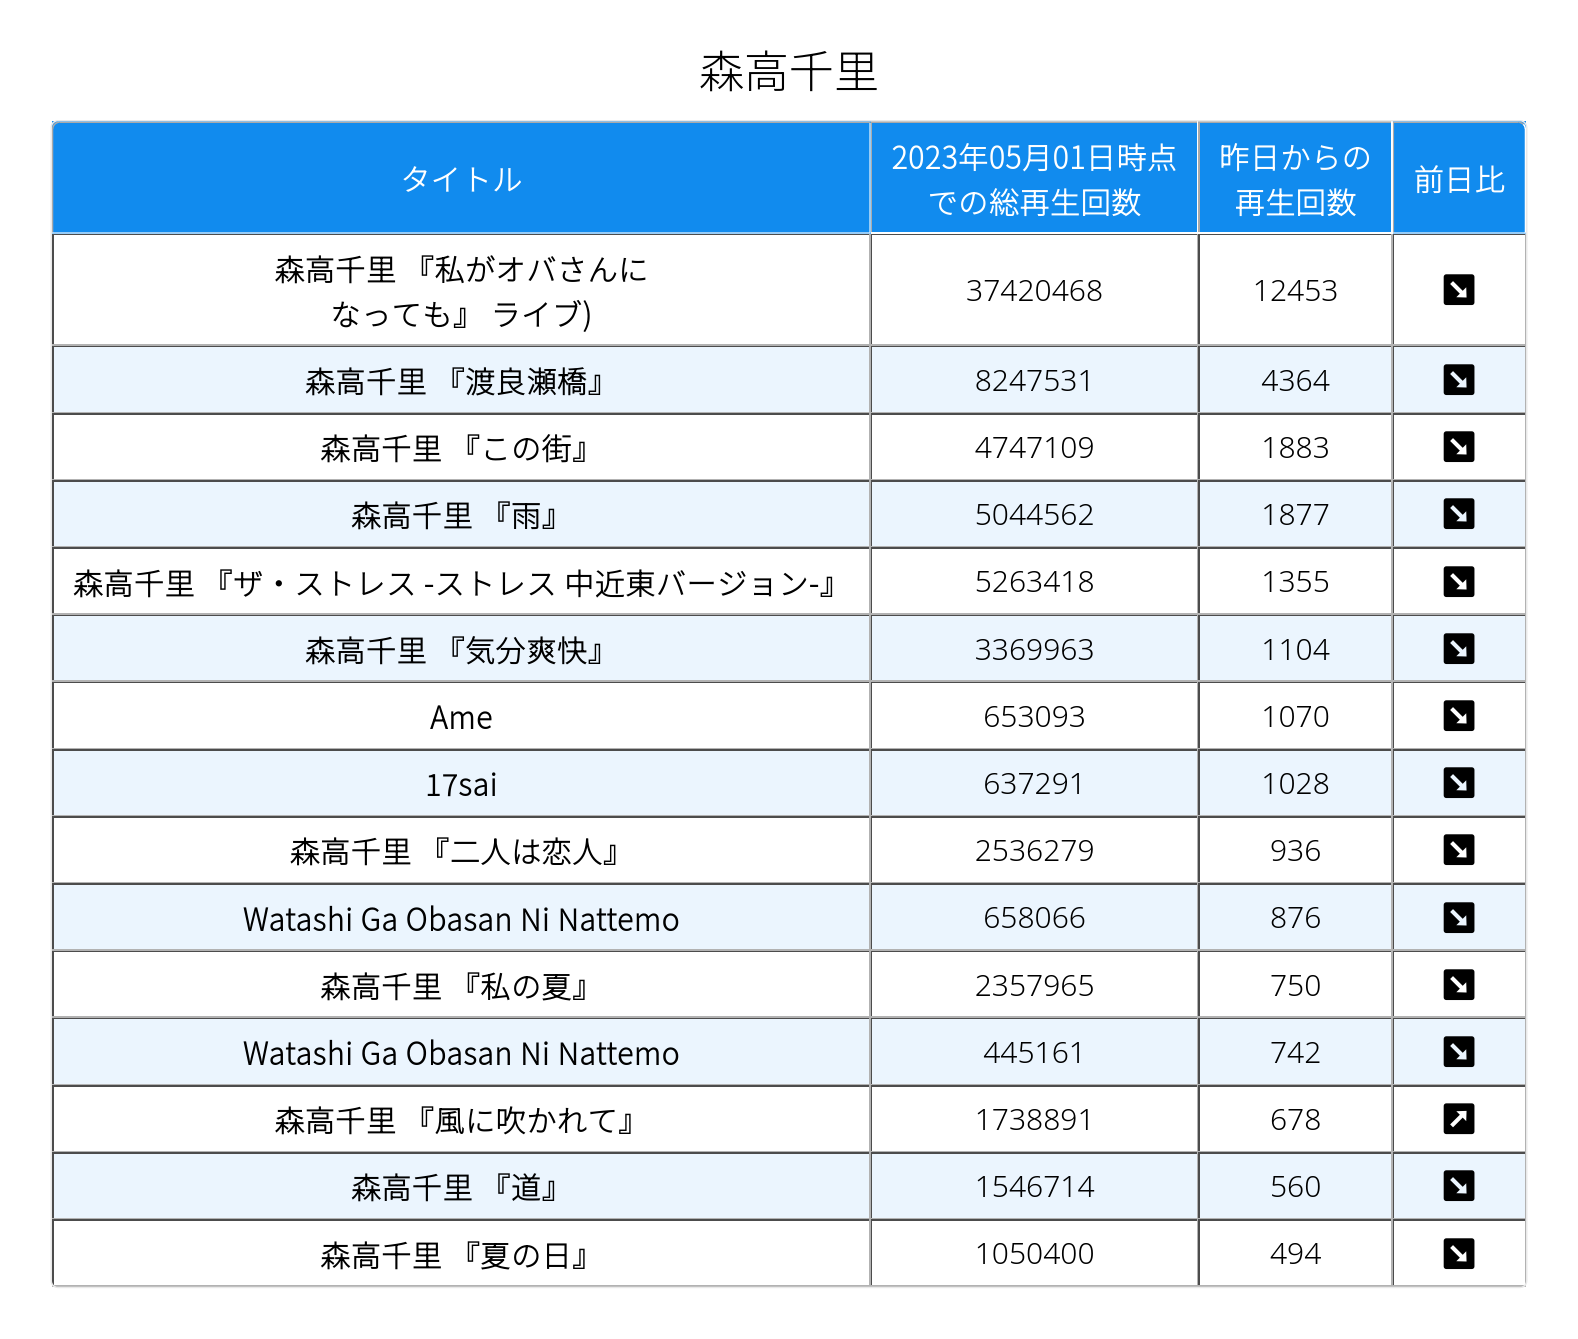 森高千里
タイトル
2023年05月01日時点
での総再生回数
昨日からの
再生回数
前日比
森高千里 『私がオバさんに
なっても』 ライブ)
37420468
12453
森高千里 『渡良瀬橋』
8247531
4364
森高千里 『この街』
4747109
1883
森高千里 『雨』
5044562
1877
森高千里 『ザ・ストレス -ストレス 中近東バージョン-』
5263418
1355
森高千里 『気分爽快』
3369963
1104
Ame
653093
1070
17sai
637291
1028
森高千里 『二人は恋人』
2536279
936
Watashi Ga Obasan Ni Nattemo
658066
876
森高千里 『私の夏』
2357965
750
Watashi Ga Obasan Ni Nattemo
445161
742
森高千里 『風に吹かれて』
1738891
678
森高千里 『道』
1546714
560
森高千里 『夏の日』
1050400
494